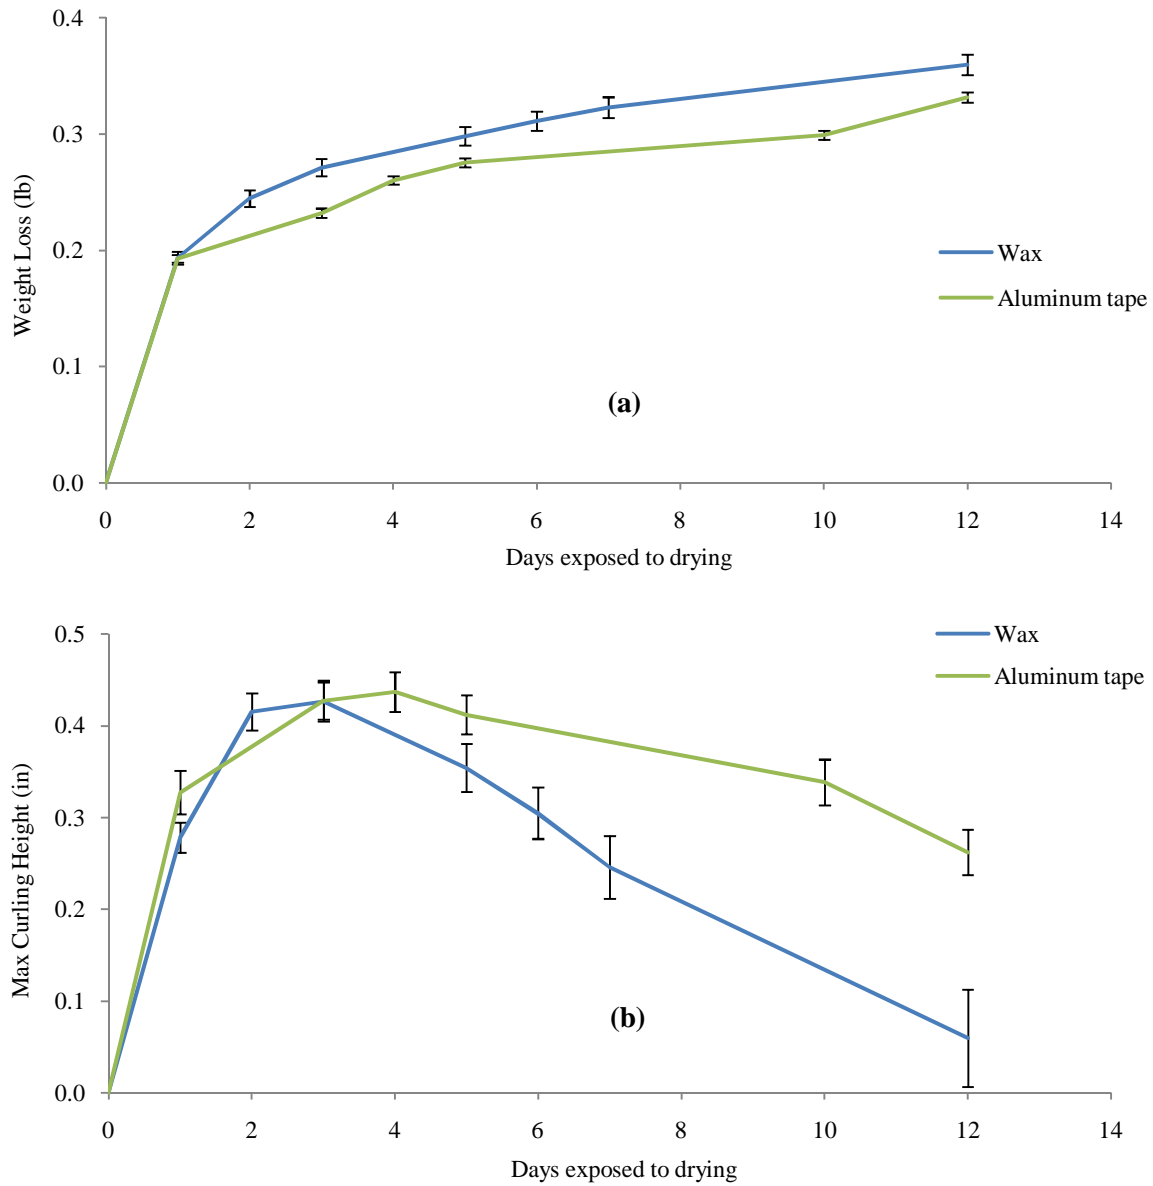 0.4
0.3
0.2
0.1
0.0
Weight Loss (Ib)
Wax
Aluminum tape
(a)
0 2 4 6 8 10 12 14
Days exposed to drying
Wax
Aluminum tape
0.5
0.4
0.3
0.2
0.1
0.0
Max Curling Height (in)
(b)
0 2 4 6 8 10 12 14
Days exposed to drying